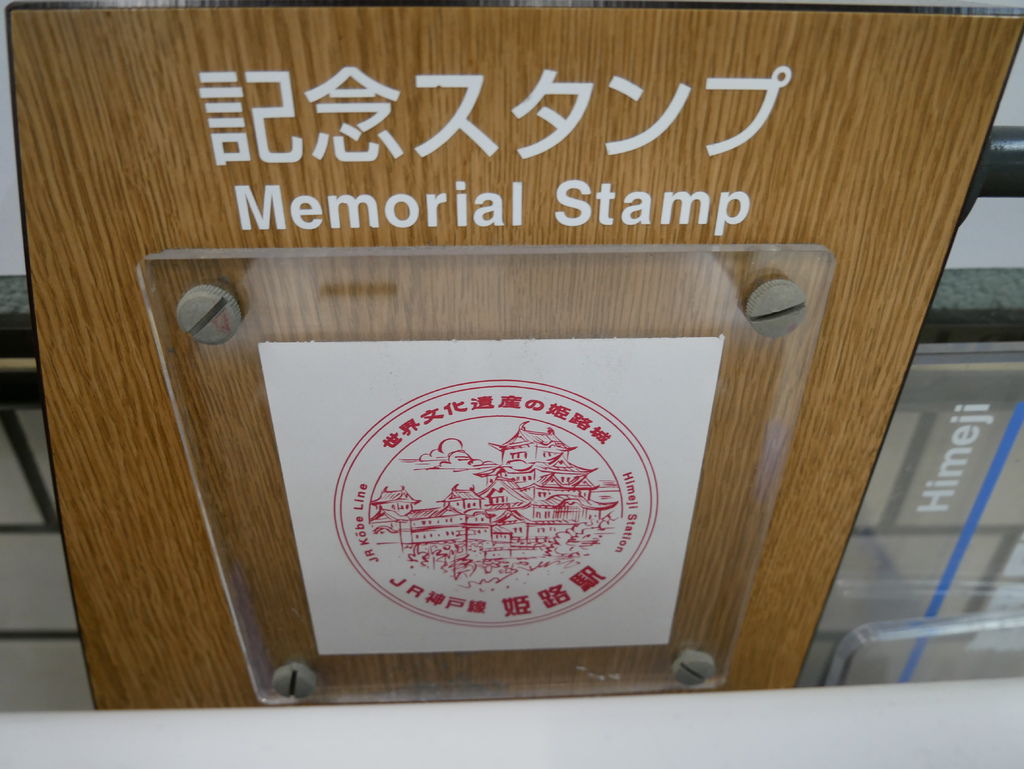 記念スタンプ
Memorial Stamp
世界文化遺産の姫路城
JR Kōbe Line
Himeji Station
JR神戸線 姫路駅
Himeji